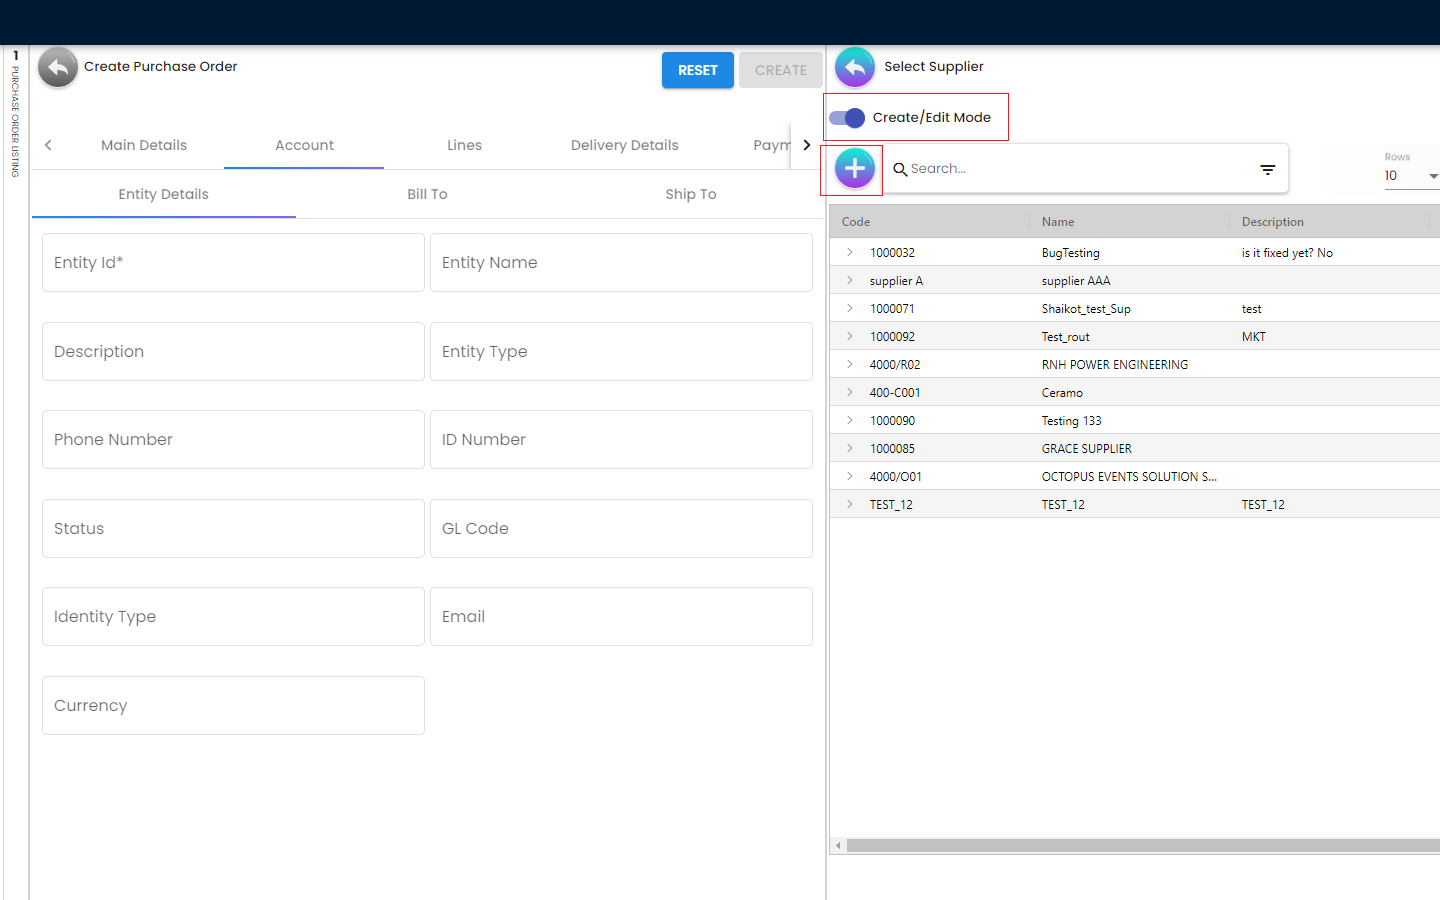 1
PURCHASE ORDER LISTING
Create Purchase Order
RESET
CREATE
Main Details
Account
Lines
Delivery Details
Paym
Entity Details
Bill To
Ship To
Entity Id*
Entity Name
Description
Entity Type
Phone Number
ID Number
Status
GL Code
Identity Type
Email
Currency
Select Supplier
Create/Edit Mode
Search...
Rows
10
Code Name Description
1000032 BugTesting is it fixed yet? No
supplier A supplier AAA
1000071 Shaikot_test_Sup test
1000092 Test_rout MKT
4000/R02 RNH POWER ENGINEERING
400-C001 Ceramo
1000090 Testing 133
1000085 GRACE SUPPLIER
4000/O01 OCTOPUS EVENTS SOLUTION S...
TEST_12 TEST_12 TEST_12